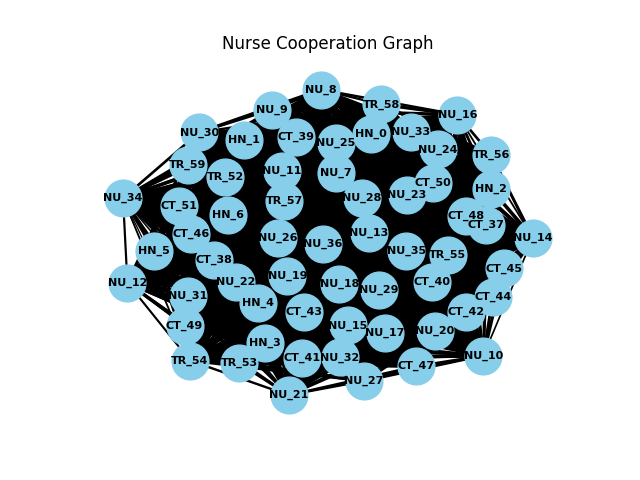 Nurse Cooperation Graph
NU_8
TR_58
NU_9
NU_16
NU_30
HN_1
CT_39
NU_25
HN_0
NU_33
NU_24
TR_56
TR_59
TR_52
NU_11
NU_7
CT_50
HN_2
NU_34
CT_51
HN_6
TR_57
NU_28
NU_23
CT_48
CT_37
CT_46
NU_26
NU_36
NU_13
NU_14
HN_5
CT_38
NU_35
TR_55
CT_45
NU_12
NU_22
NU_19
NU_18
NU_29
CT_40
NU_31
HN_4
CT_44
CT_43
CT_42
CT_49
NU_15
NU_17
NU_20
HN_3
TR_54
TR_53
CT_41
NU_32
NU_10
CT_47
NU_27
NU_21